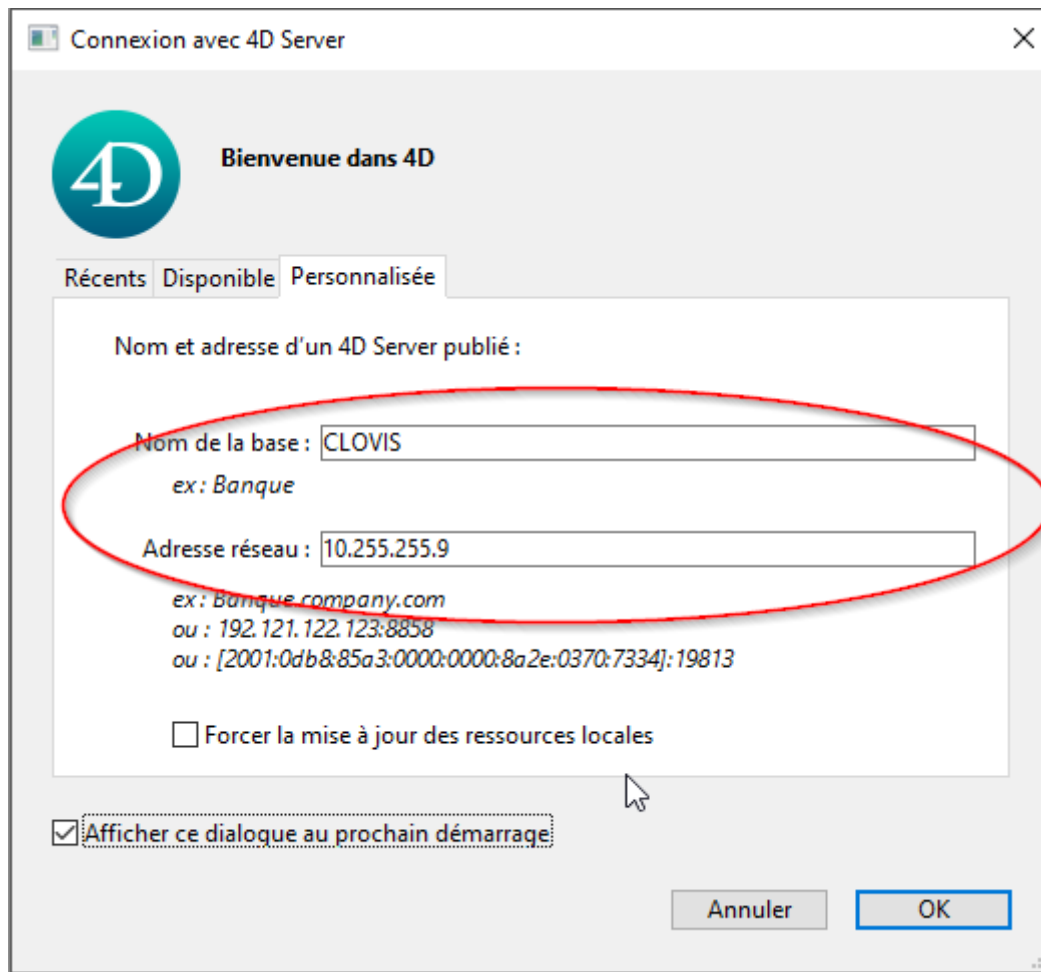 Connexion avec 4D Server
4D
Bienvenue dans 4D
Récents Disponible Personnalisée
Nom et adresse d'un 4D Server publié :
Nom de la base : CLOVIS
ex : Banque
Adresse réseau : 10.255.255.9
ex : Banque.company.com
ou : 192.121.122.123:8858
ou : [2001:0db8:85a3:0000:0000:8a2e:0370:7334]:19813
Forcer la mise à jour des ressources locales
Afficher ce dialogue au prochain démarrage
Annuler OK